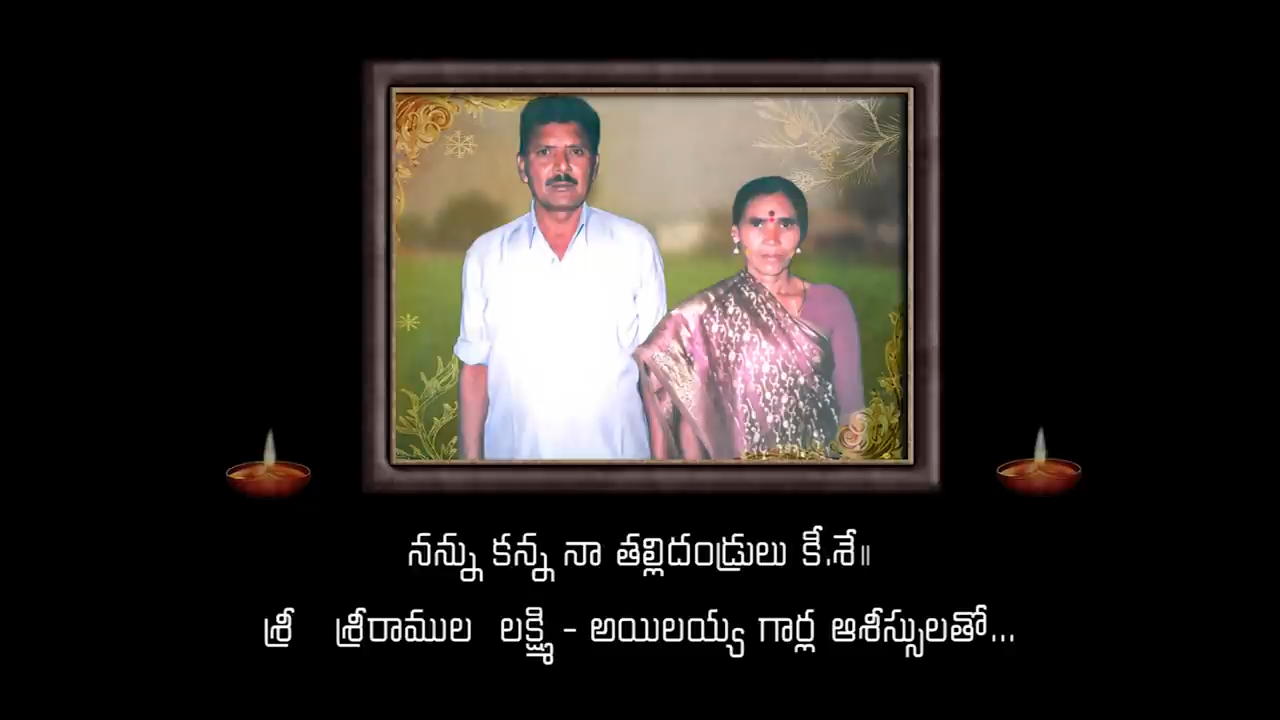 నన్ను కన్న నా తల్లిదండ్రులు కీ.శే॥
శ్రీ శ్రీరాముల లక్ష్మి - అయిలయ్య గార్ల ఆశీస్సులతో...